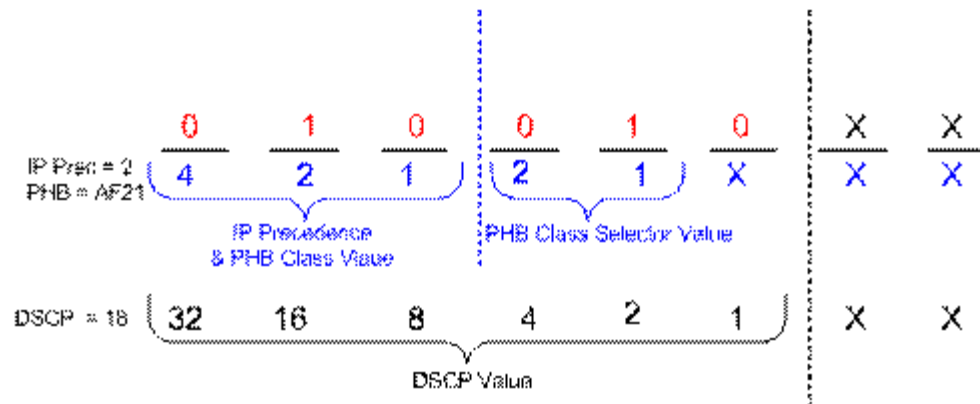 0 1 0 0 1 0 X X
IP Prec = 2 4 2 1 2 1 X X X
PHB = AF21
IP Precedence PHB Class Selector Value
& PHB Class Vlaue
DSCP = 18 32 16 8 4 2 1 X X
DSCP Value